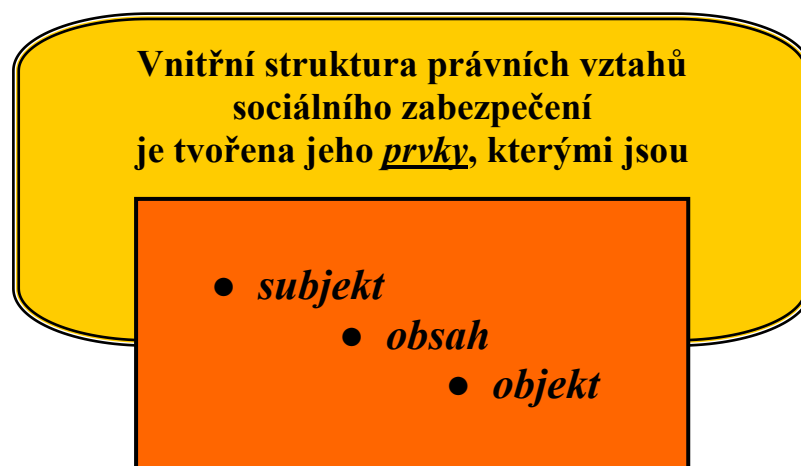 Vnitřní struktura právních vztahů
sociálního zabezpečení
je tvořena jeho prvky, kterými jsou
● subjekt
● obsah
● objekt